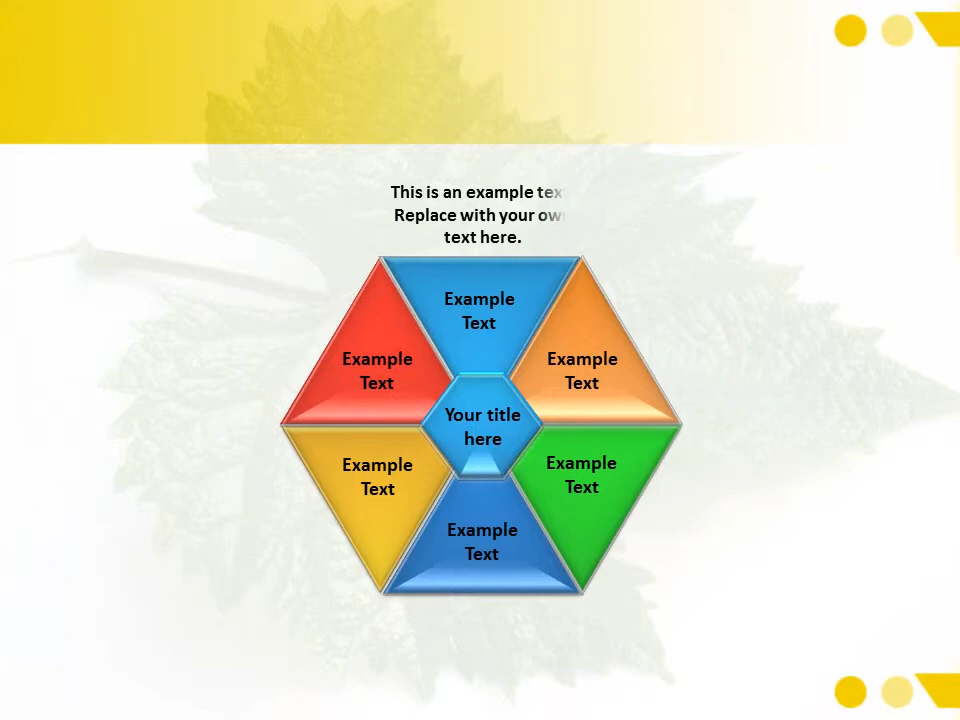 This is an example text
Replace with your own
text here.
Example
Text
Example
Text
Example
Text
Your title
here
Example
Text
Example
Text
Example
Text